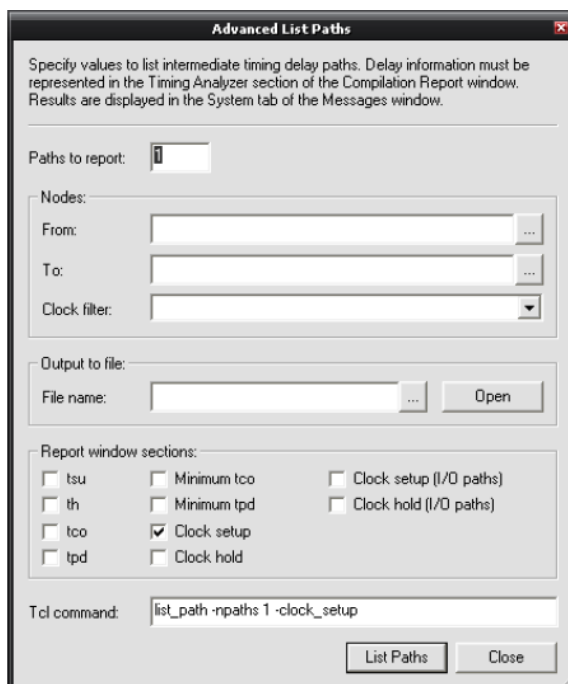 Advanced List Paths
Specify values to list intermediate timing delay paths. Delay information must be
represented in the Timing Analyzer section of the Compilation Report window.
Results are displayed in the System tab of the Messages window.
Paths to report: 1
Nodes:
From: ...
To: ...
Clock filter:
Output to file:
File name: ... Open
Report window sections:
tsu Minimum tco Clock setup (I/O paths)
th Minimum tpd Clock hold (I/O paths)
tco Clock setup
tpd Clock hold
Tcl command: list_path -npaths 1 -clock_setup
List Paths Close